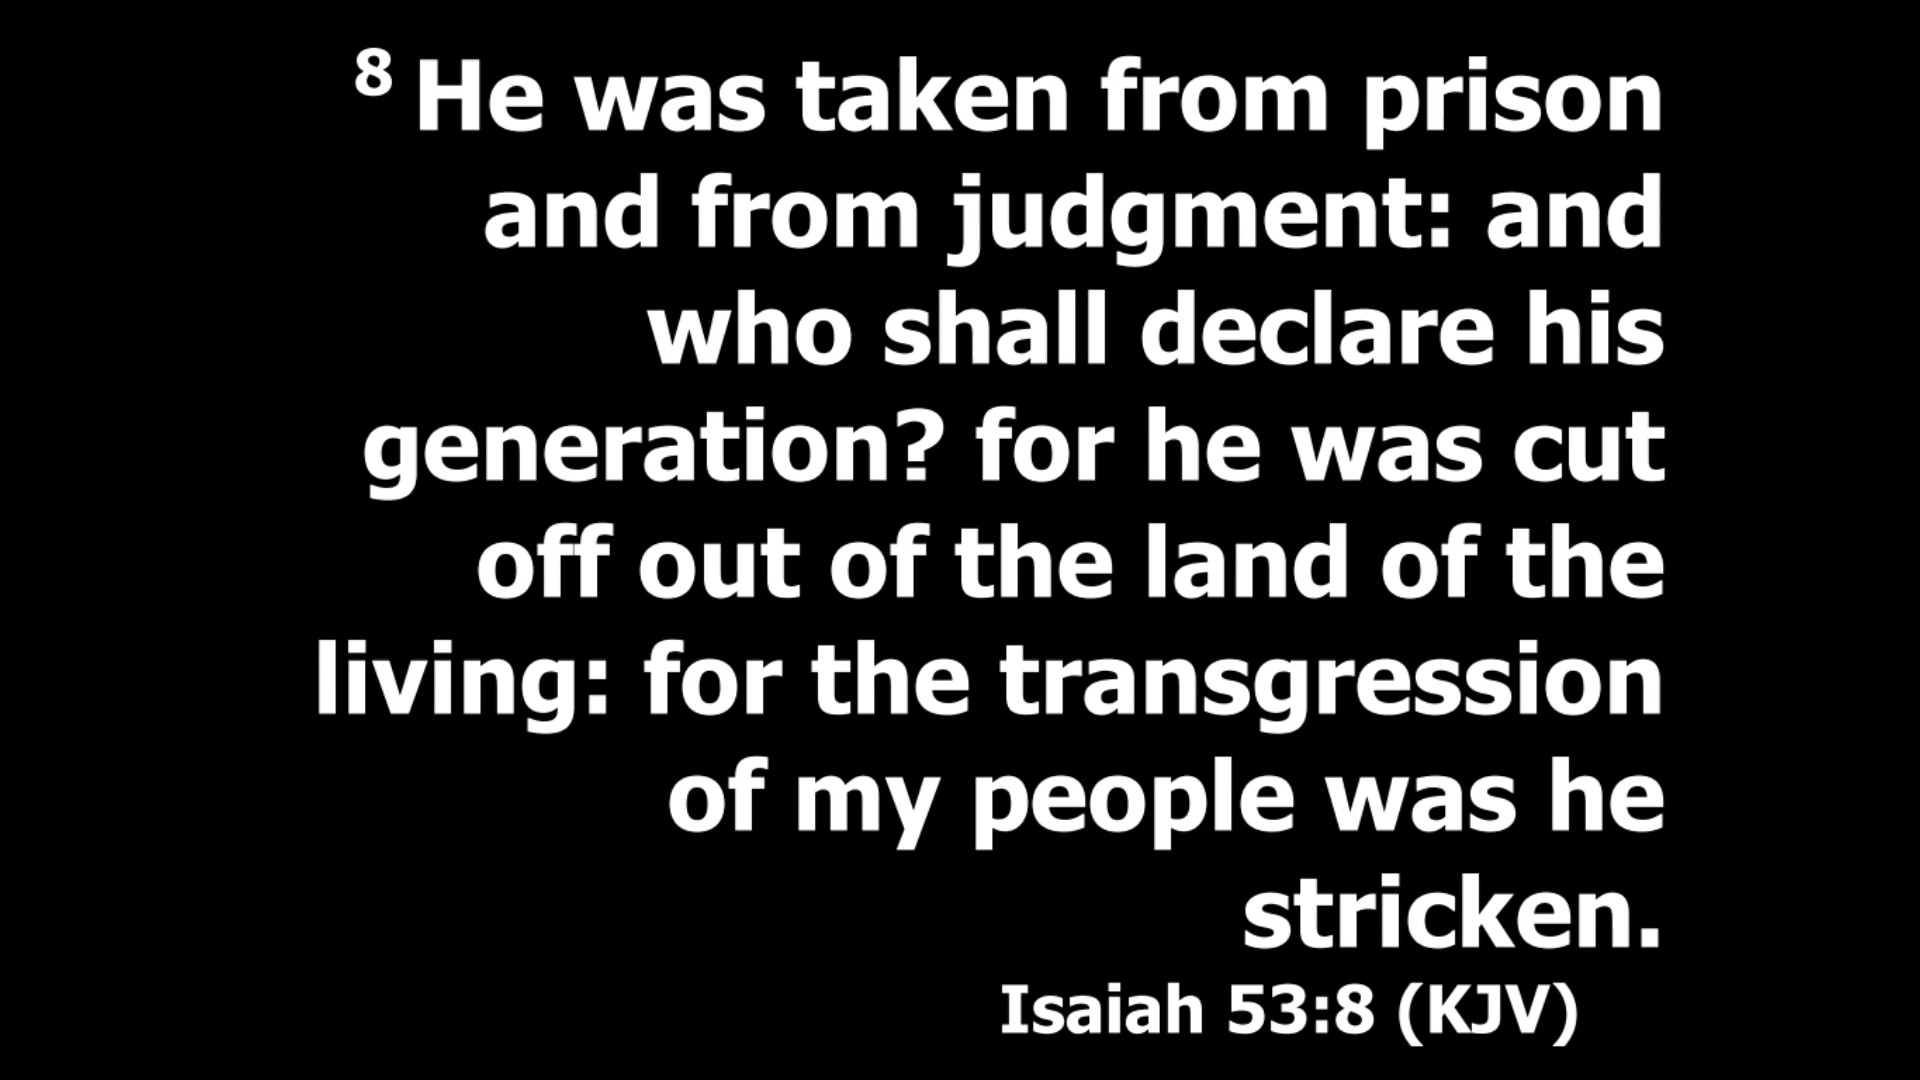 8 He was taken from prison
and from judgment: and
who shall declare his
generation? for he was cut
off out of the land of the
living: for the transgression
of my people was he
stricken.
Isaiah 53:8 (KJV)